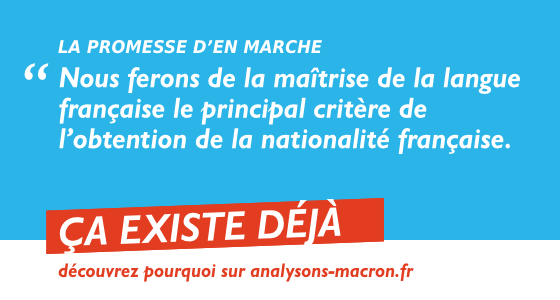 LA PROMESSE D’EN MARCHE
“ Nous ferons de la maîtrise de la langue
française le principal critère de
l’obtention de la nationalité française.
ÇA EXISTE DÉJÀ
découvrez pourquoi sur analysons-macron.fr